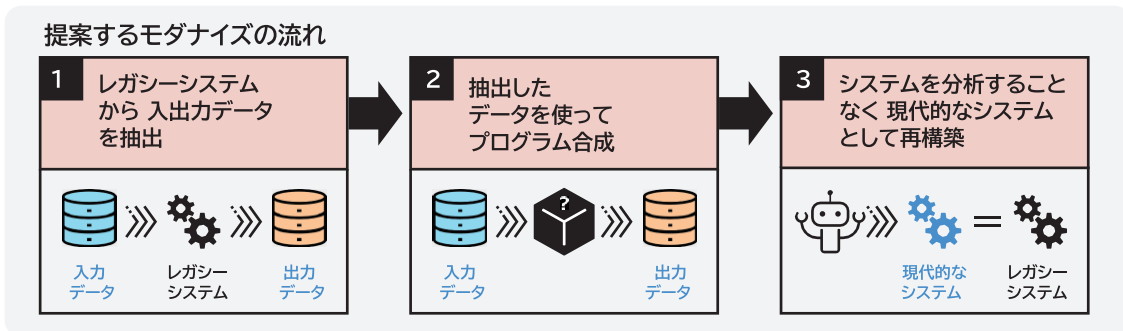 提案するモダナイズの流れ
1
レガシーシステム
から 入出力データ
を抽出
入力
データ
レガシー
システム
出力
データ
2
抽出した
データを使って
プログラム合成
入力
データ
?
出力
データ
3
システムを分析すること
なく 現代的なシステム
として再構築
現代的な
システム
=
レガシー
システム